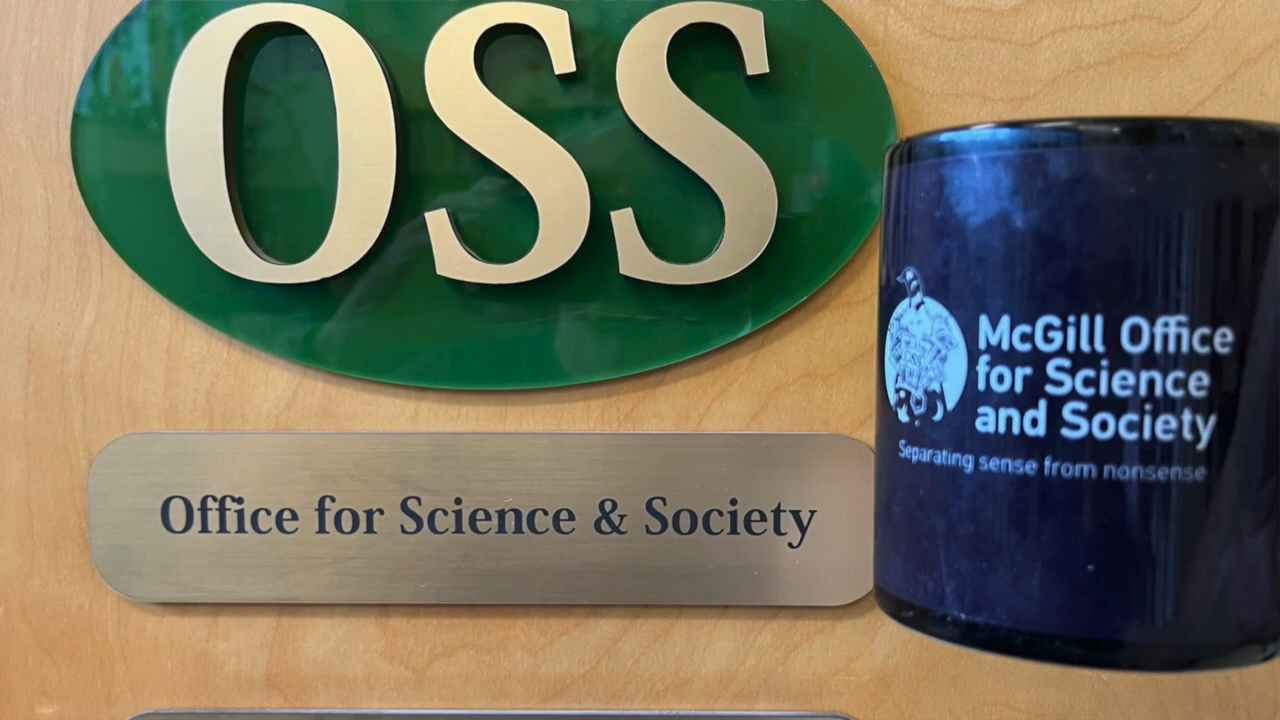 OSS
Office for Science & Society
McGill Office
for Science
and Society
Separating sense from nonsense